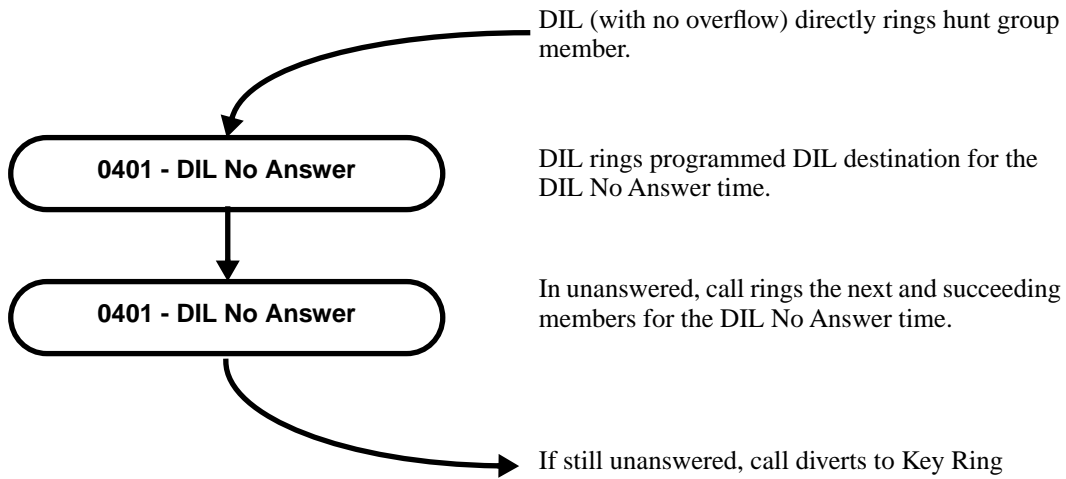 DIL (with no overflow) directly rings hunt group
member.
0401 - DIL No Answer
DIL rings programmed DIL destination for the
DIL No Answer time.
0401 - DIL No Answer
In unanswered, call rings the next and succeeding
members for the DIL No Answer time.
If still unanswered, call diverts to Key Ring